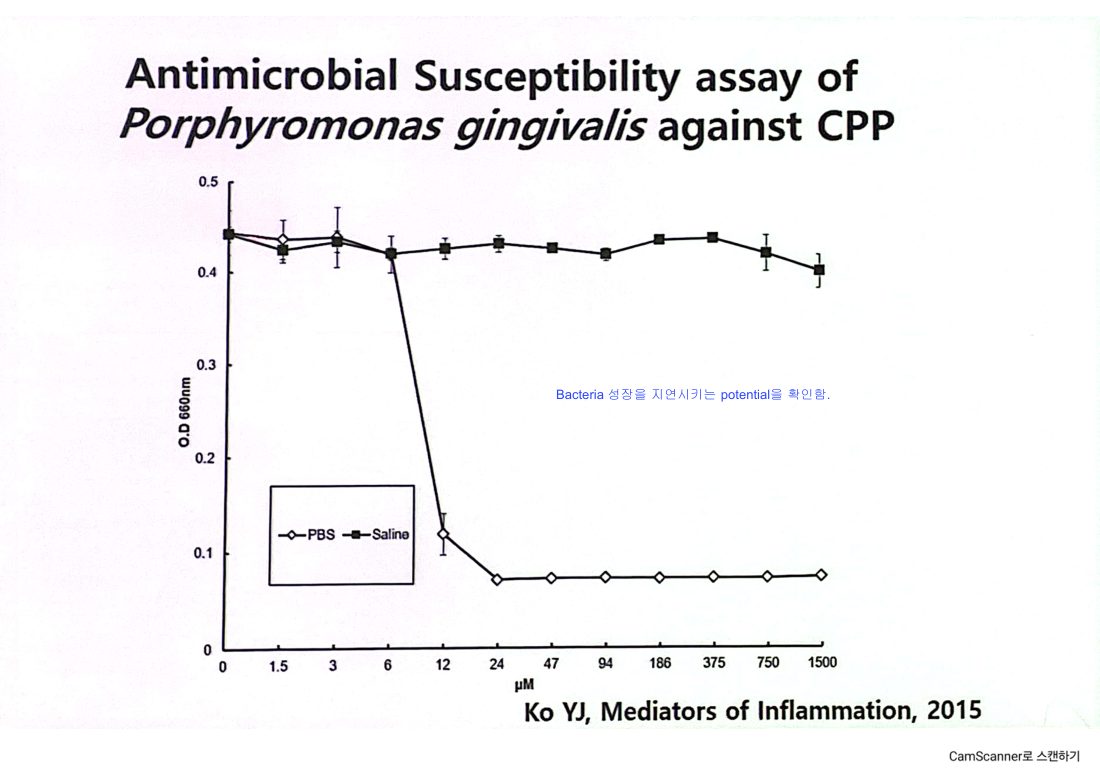 Antimicrobial Susceptibility assay of
Porphyromonas gingivalis against CPP
0.5
0.4
0.3
0.2
0.1
0
O.D 660nm
Bacteria 성장을 지연시키는 potential을 확인함.
PBS Saline
0 1.5 3 6 12 24 47 94 186 375 750 1500
µM
Ko YJ, Mediators of Inflammation, 2015
CamScanner로 스캔하기